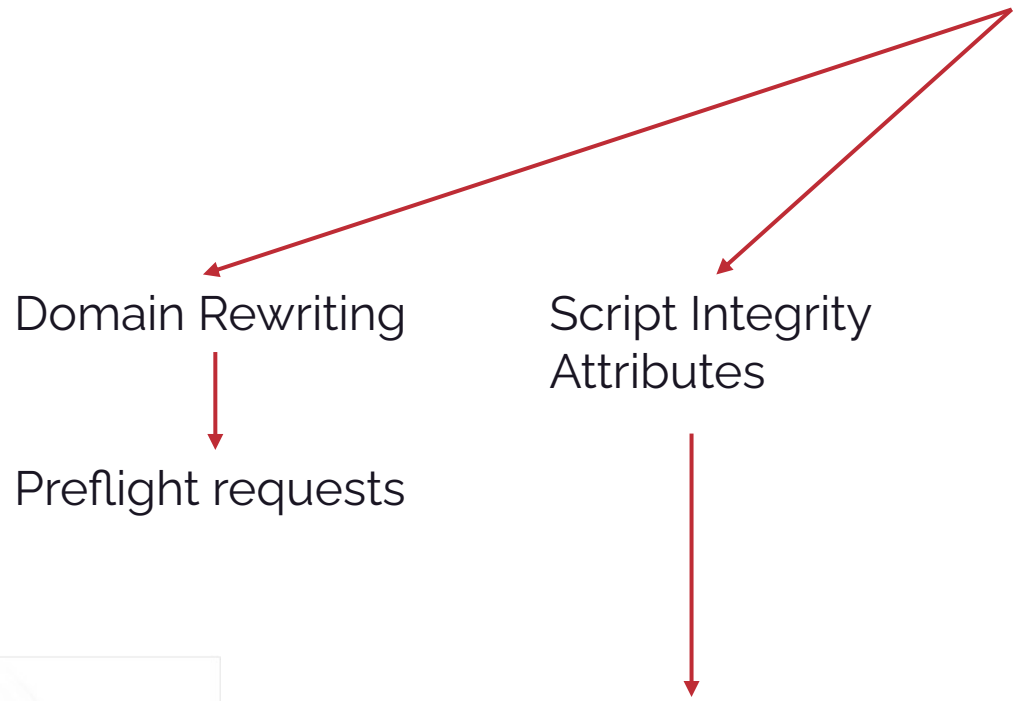 Domain Rewriting
Script Integrity
Attributes
Preflight requests